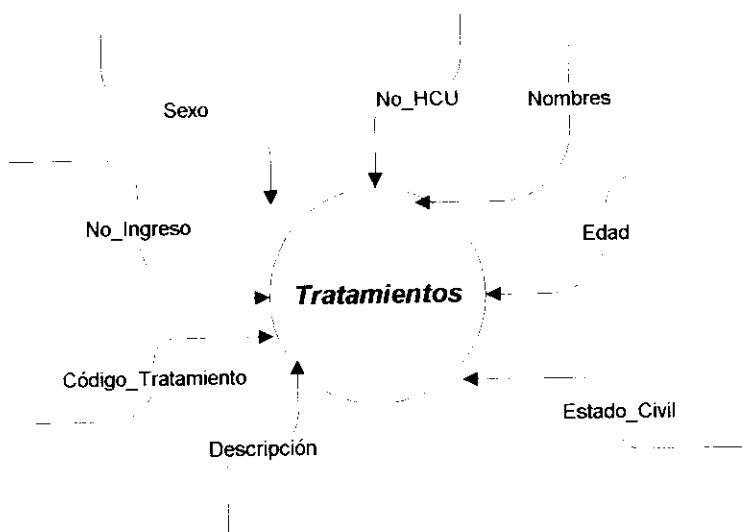 No_HCU
Nombres
Sexo
No_Ingreso
Edad
Tratamientos
Código_Tratamiento
Estado_Civil
Descripción